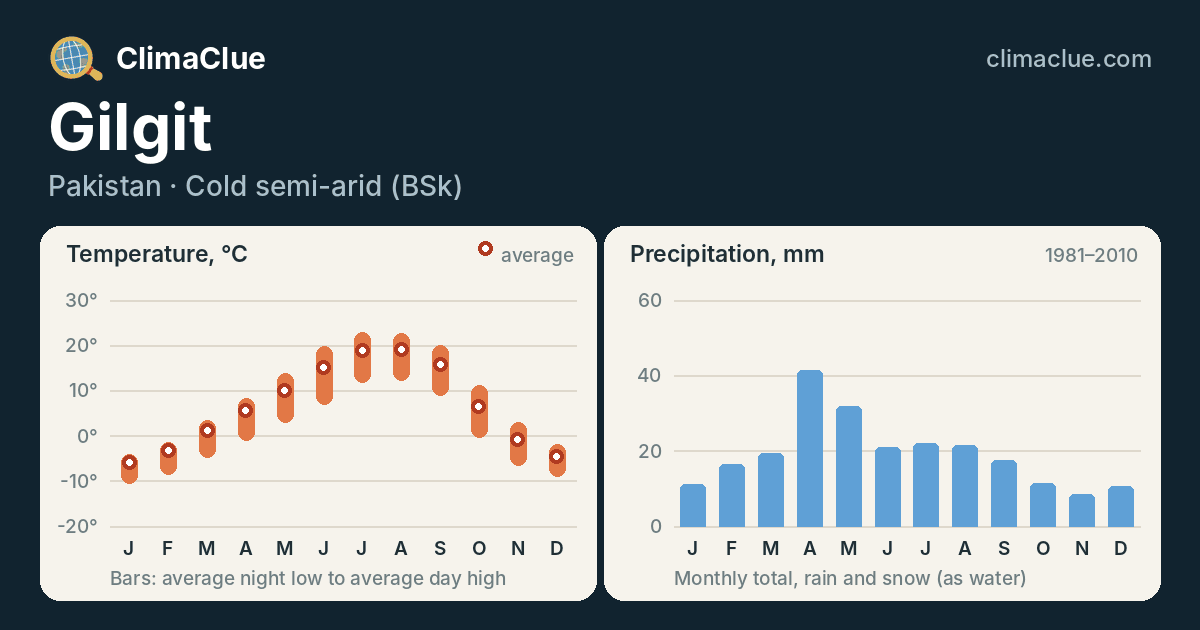 ClimaClue
climaclue.com
Gilgit
Pakistan · Cold semi-arid (BSk)
Temperature, °C
average
30°
20°
10°
0°
-10°
-20°
J F M A M J J A S O N D
Bars: average night low to average day high
Precipitation, mm
1981–2010
60
40
20
0
J F M A M J J A S O N D
Monthly total, rain and snow (as water)